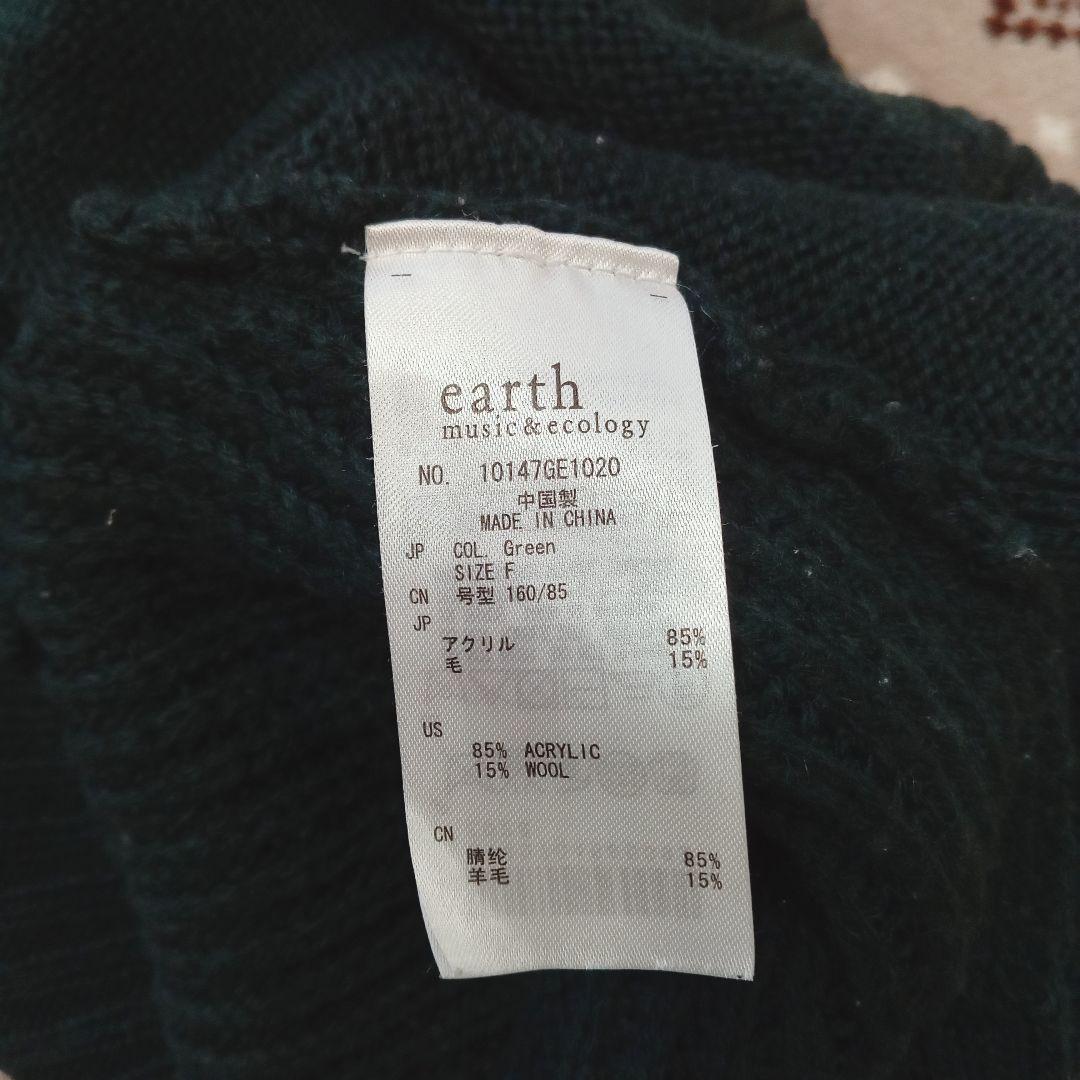 earth
music & ecology
NO. 10147GE1020
中国製
MADE IN CHINA
JP COL. Green
SIZE F
CN 号型 160/85
JP
アクリル 85%
毛 15%
US
85% ACRYLIC
15% WOOL
CN
腈纶 85%
羊毛 15%